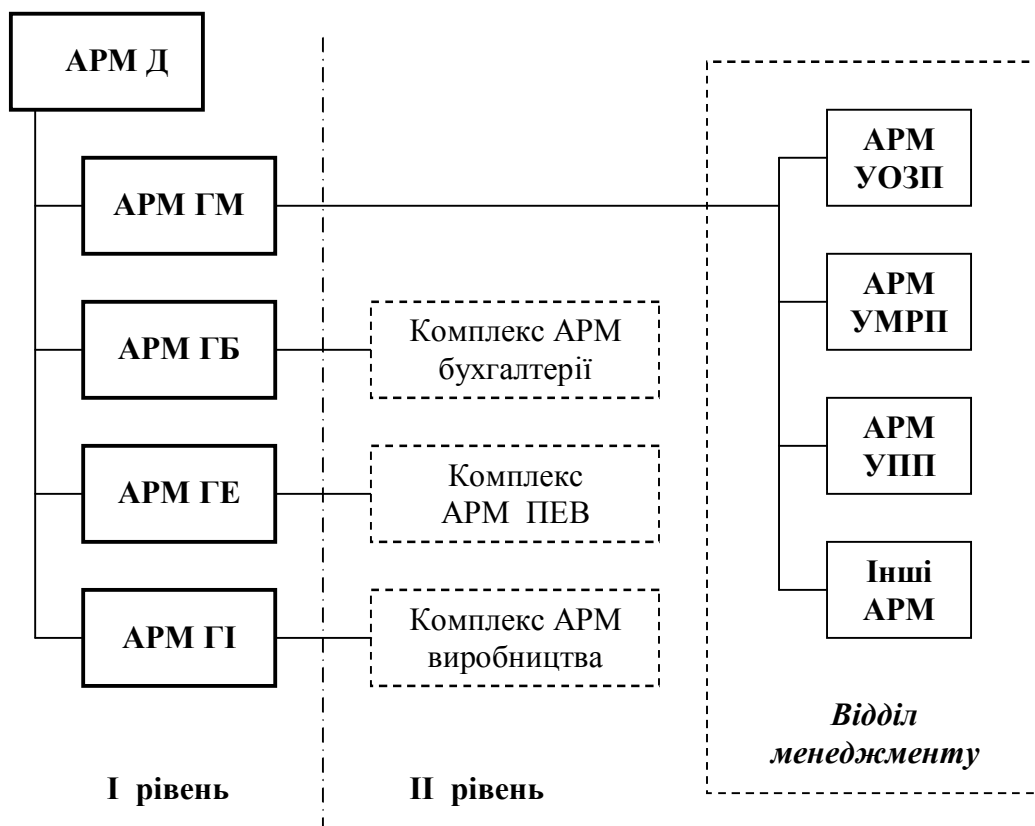 АРМ Д
АРМ ГМ
АРМ ГБ
АРМ ГЕ
АРМ ГІ
І рівень
Комплекс АРМ
бухгалтерії
Комплекс
АРМ ПЕВ
Комплекс АРМ
виробництва
ІІ рівень
АРМ
УОЗП
АРМ
УМРП
АРМ
УПП
Інші
АРМ
Відділ
менеджменту